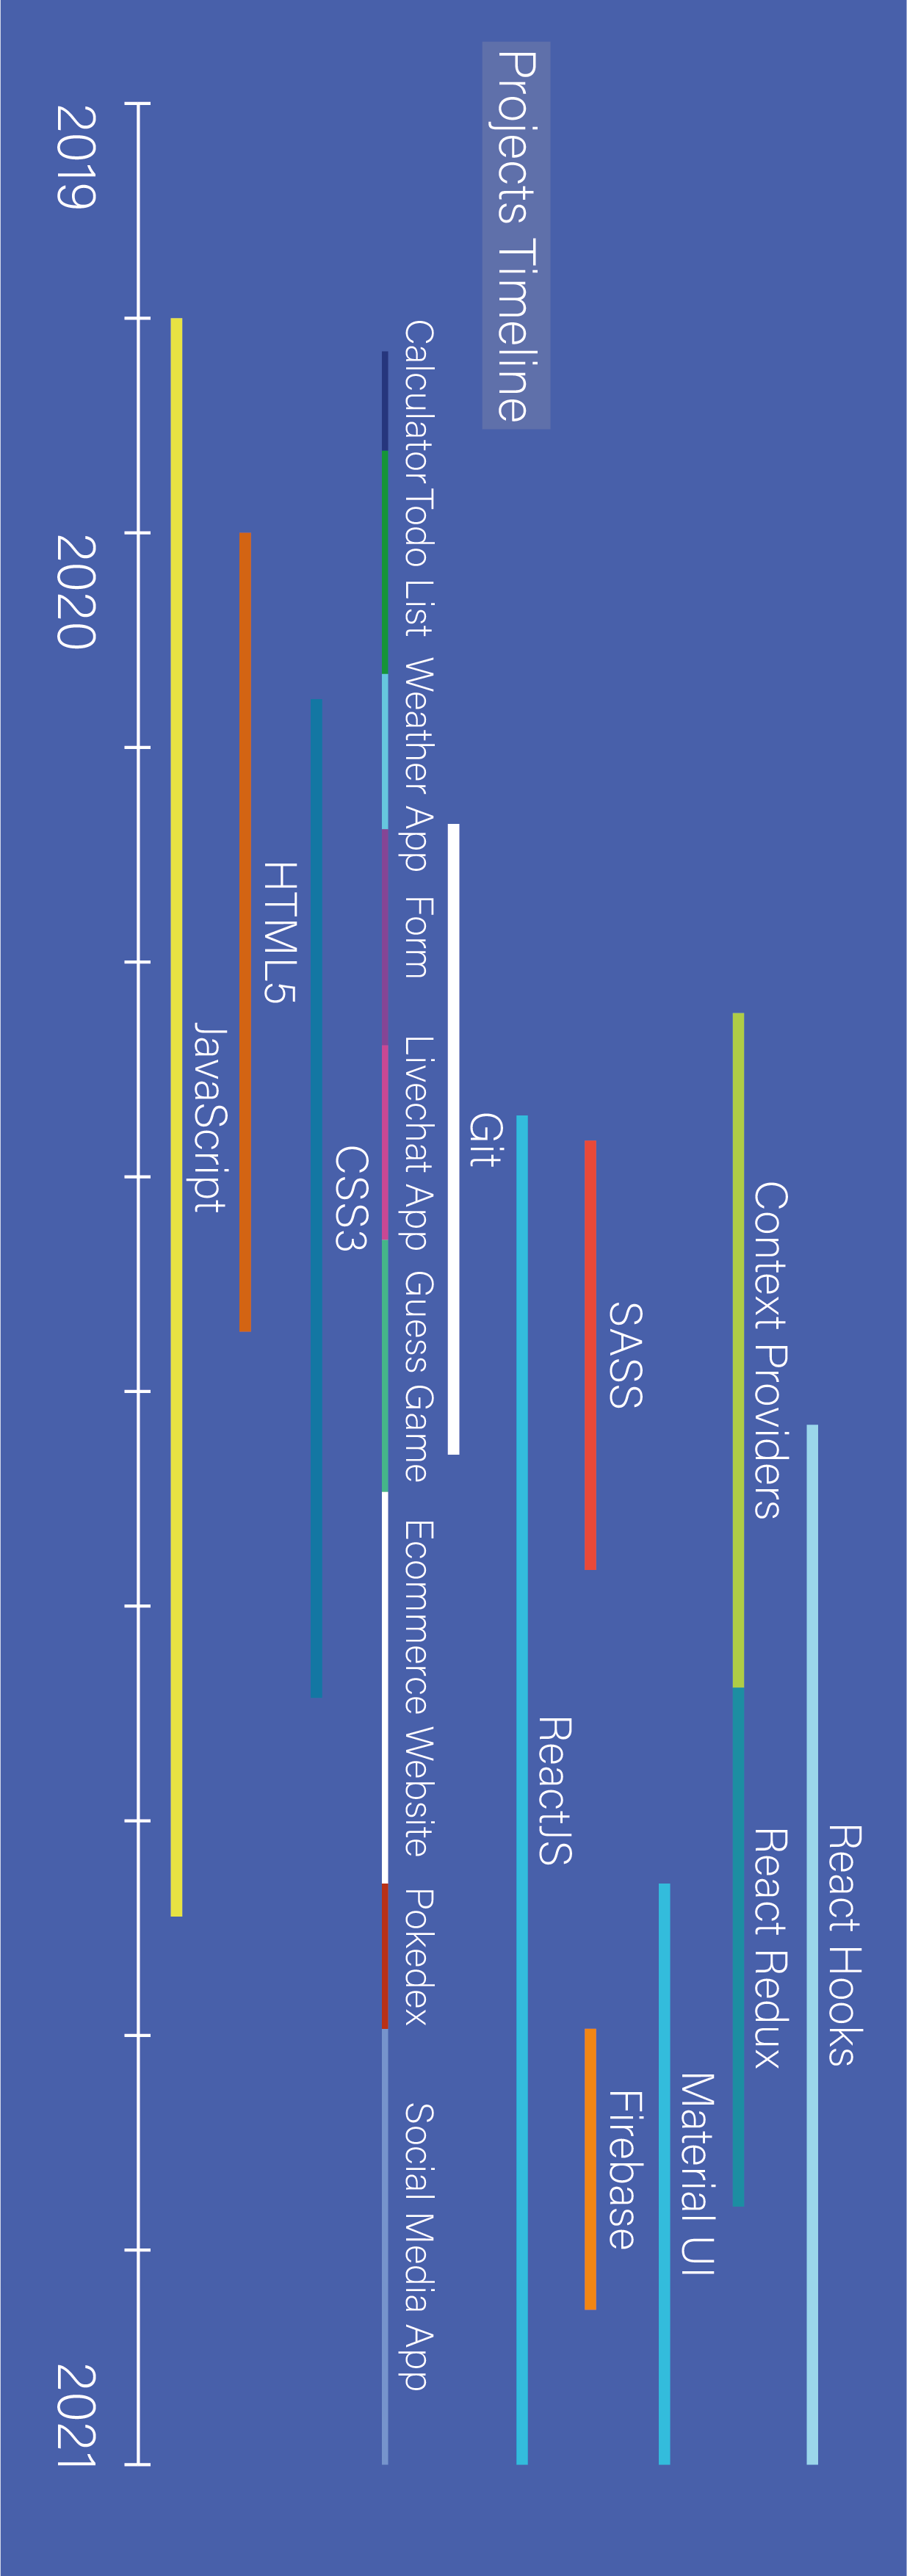 Projects Timeline
React Hooks
Context Providers
React Redux
Material UI
SASS
Firebase
ReactJS
Git
Calculator
Todo List
Weather App
Form
Livechat App
Guess Game
Ecommerce Website
Pokedex
Social Media App
CSS3
HTML5
JavaScript
2019
2020
2021